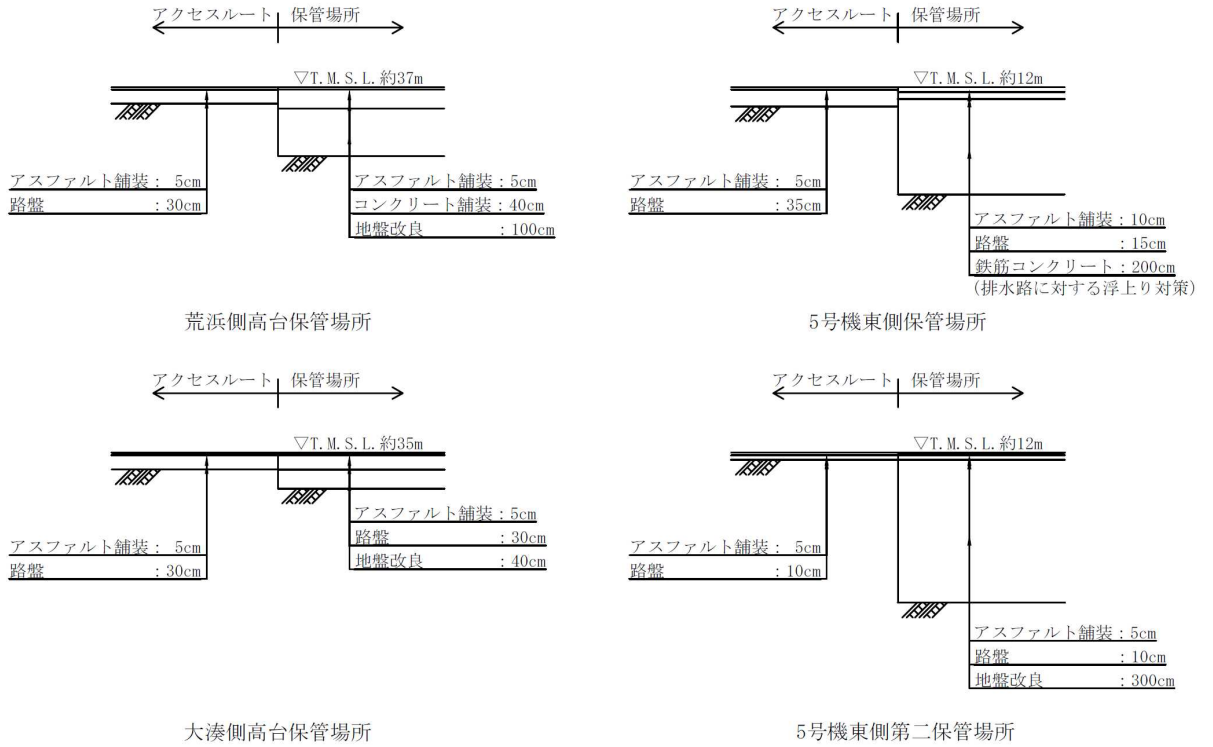 アクセスルート 保管場所
▽T.M.S.L.約37m
アスファルト舗装: 5cm
路盤 :30cm
アスファルト舗装:5cm
コンクリート舗装:40cm
地盤改良 :100cm
荒浜側高台保管場所
アクセスルート 保管場所
▽T.M.S.L.約12m
アスファルト舗装: 5cm
路盤 :35cm
アスファルト舗装:10cm
路盤 :15cm
鉄筋コンクリート:200cm
(排水路に対する浮上り対策)
5号機東側保管場所
アクセスルート 保管場所
▽T.M.S.L.約35m
アスファルト舗装: 5cm
路盤 :30cm
アスファルト舗装:5cm
路盤 :30cm
地盤改良 :40cm
大湊側高台保管場所
アクセスルート 保管場所
▽T.M.S.L.約12m
アスファルト舗装: 5cm
路盤 :10cm
アスファルト舗装:5cm
路盤 :10cm
地盤改良 :300cm
5号機東側第二保管場所